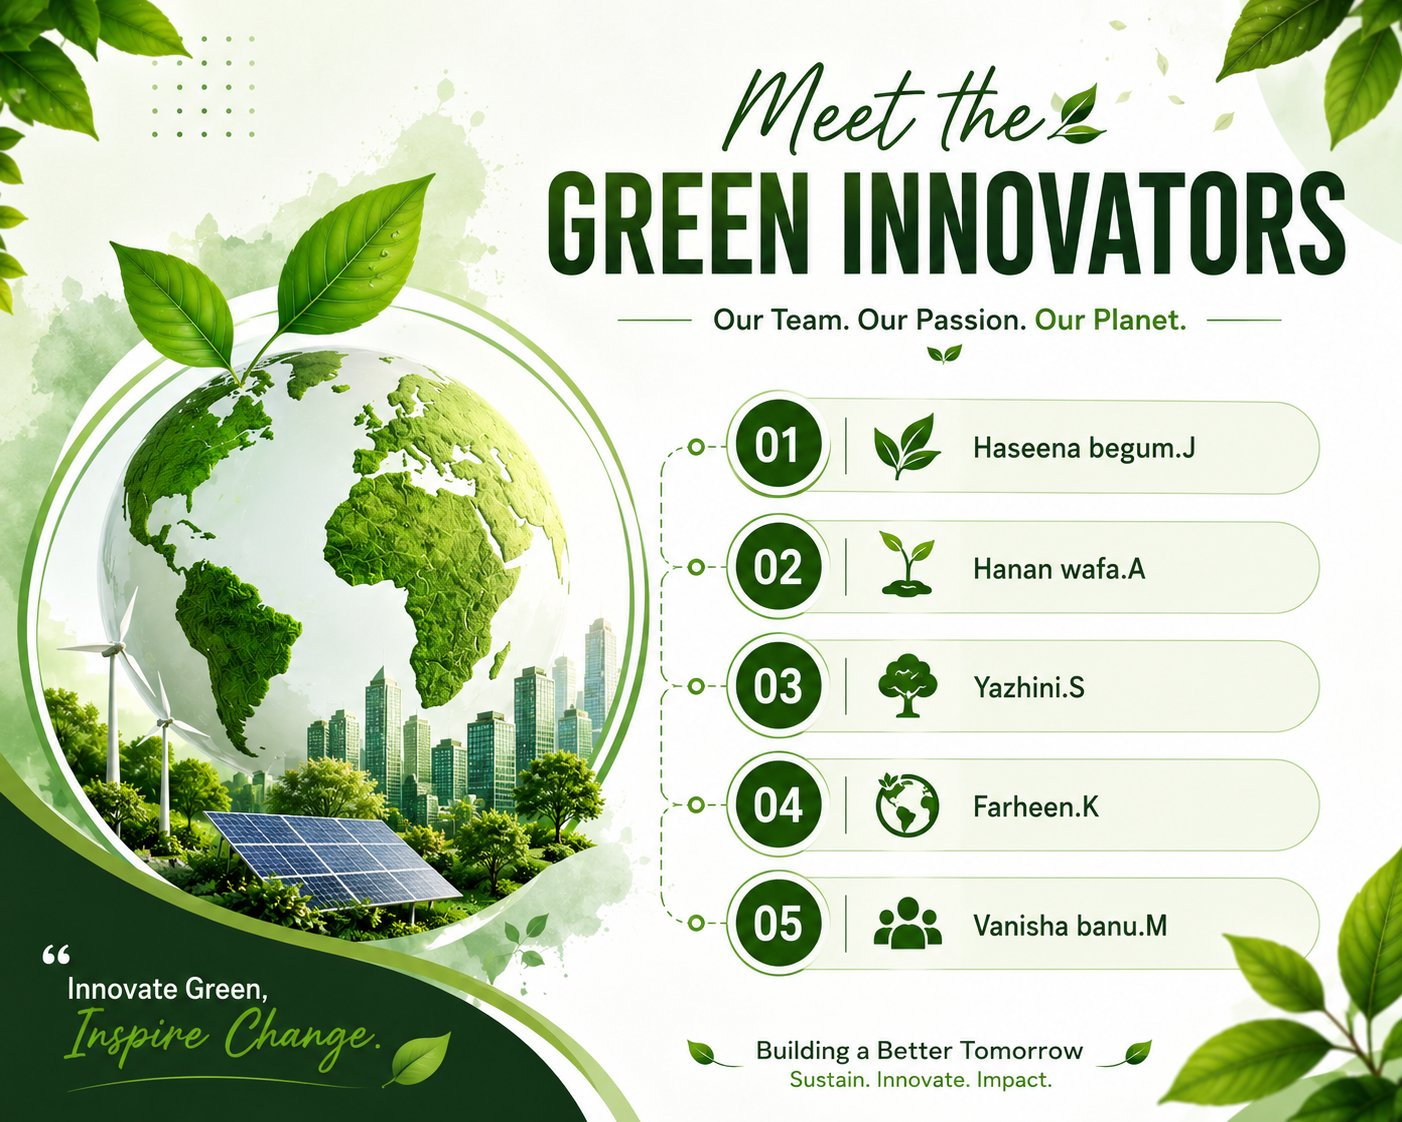 Meet the
GREEN INNOVATORS
Our Team. Our Passion. Our Planet.
01 Haseena begum.J
02 Hanan wafa.A
03 Yazhini.S
04 Farheen.K
05 Vanisha banu.M
“
Innovate Green,
Inspire Change.
Building a Better Tomorrow
Sustain. Innovate. Impact.